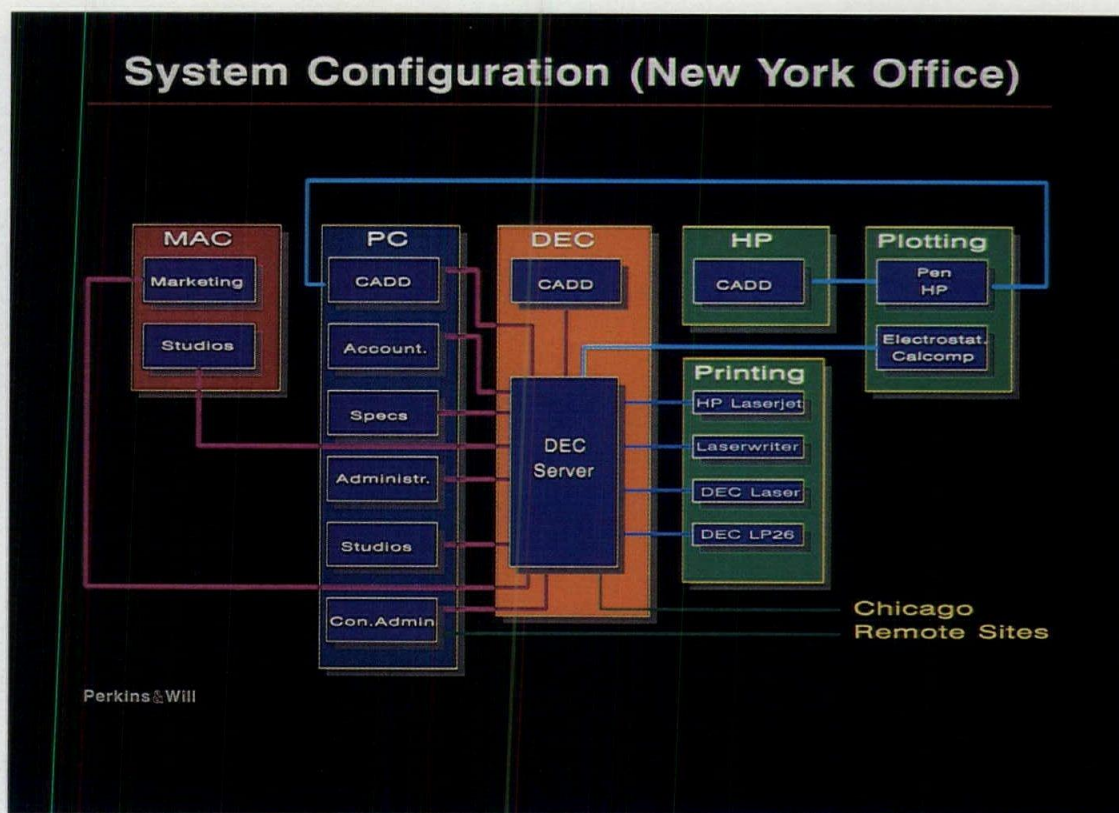 System Configuration (New York Office)
MAC
Marketing
Studios
PC
CADD
Account.
Specs
Administr.
Studios
Con.Admin
DEC
CADD
DEC
Server
HP
CADD
Plotting
Pen
HP
Electrostat.
Calcomp
Printing
HP Laserjet
Laserwriter
DEC Laser
DEC LP26
Chicago
Remote Sites
Perkins&Will